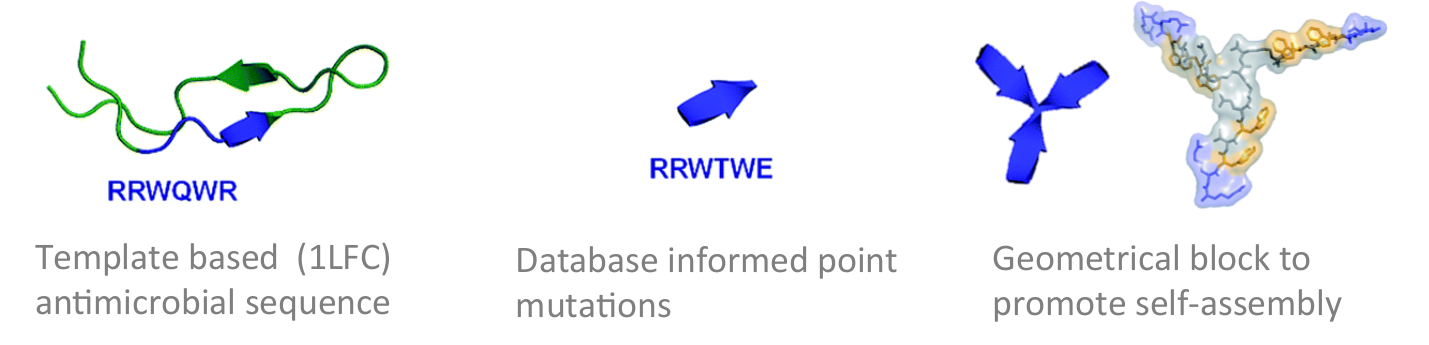 RRWQWR
Template based (1LFC)
antimicrobial sequence
RRWTWE
Database informed point
mutations
Geometrical block to
promote self-assembly